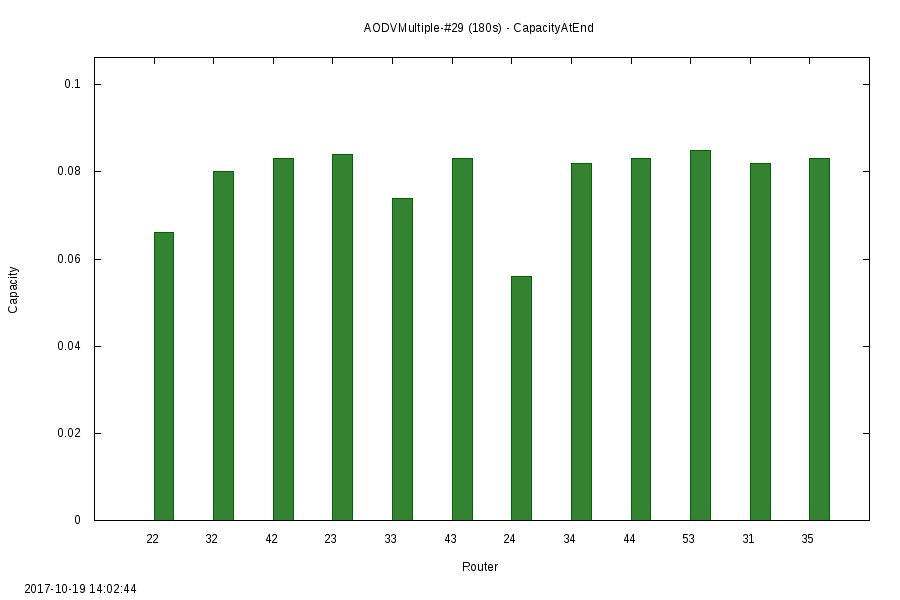 AODVMultiple-#29 (180s) - CapacityAtEnd
0.1
0.08
0.06
0.04
0.02
0
Capacity
22 32 42 23 33 43 24 34 44 53 31 35
Router
2017-10-19 14:02:44